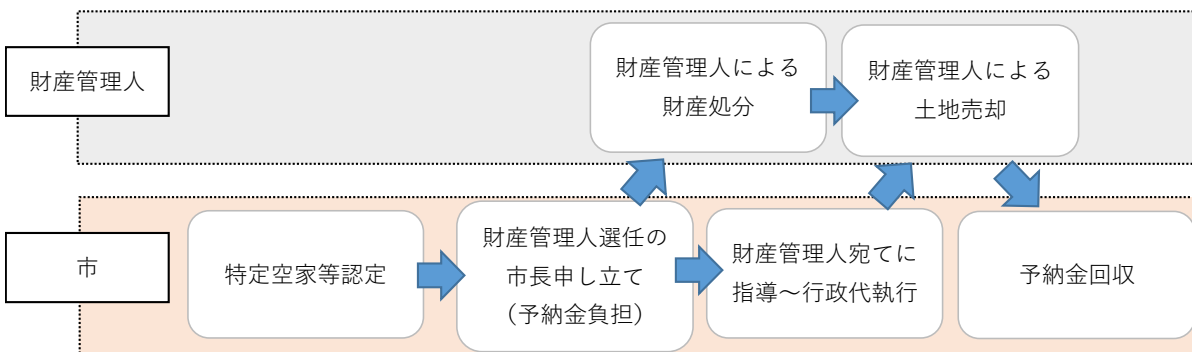 財産管理人
財産管理人による
財産処分
財産管理人による
土地売却
市
特定空家等認定
財産管理人選任の
市長申し立て
（予納金負担）
財産管理人宛てに
指導～行政代執行
予納金回収